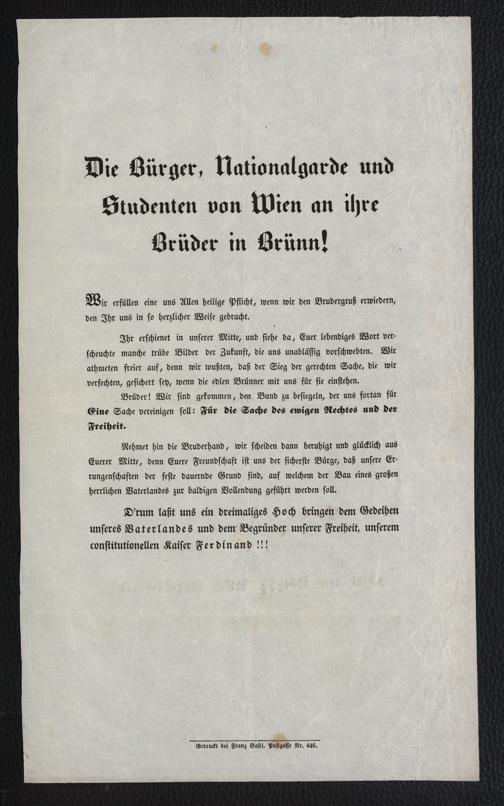 Die Bürger, Nationalgarde und
Studenten von Wien an ihre
Brüder in Brünn!
Wir erfüllen eine uns Allen heilige Pflicht, wenn wir den Brudergruß erwiedern,
den Ihr uns in so herzlicher Weise gebracht.
Ihr erschienet in unserer Mitte, und siehe da, Euer lebendiges Wort ver-
scheuchte manche trübe Bilder der Zukunft, die uns unablässig vorschwebten. Wir
athmeten freier auf, denn wir wußten, daß der Sieg der gerechten Sache, die wir
verfechten, gesichert sey, wenn die edlen Brünner mit uns für sie einstehen.
Brüder! Wir sind gekommen, den Bund zu besiegeln, der uns fortan für
Eine Sache vereinigen soll: Für die Sache des ewigen Rechtes und der
Freiheit.
Nehmet hin die Bruderhand, wir scheiden dann beruhigt und glücklich aus
Euerer Mitte, denn Euere Freundschaft ist uns der sicherste Bürge, daß unsere Er-
rungenschaften der feste dauernde Grund sind, auf welchem der Bau eines großen
herrlichen Vaterlandes zur baldigen Vollendung geführt werden soll.
D'rum laßt uns ein dreimaliges Hoch bringen dem Gedeihen
unseres Vaterlandes und dem Begründer unserer Freiheit, unserem
constitutionellen Kaiser Ferdinand !!!
Gedruckt bei Franz Gastl, Postgasse Nr. 446.